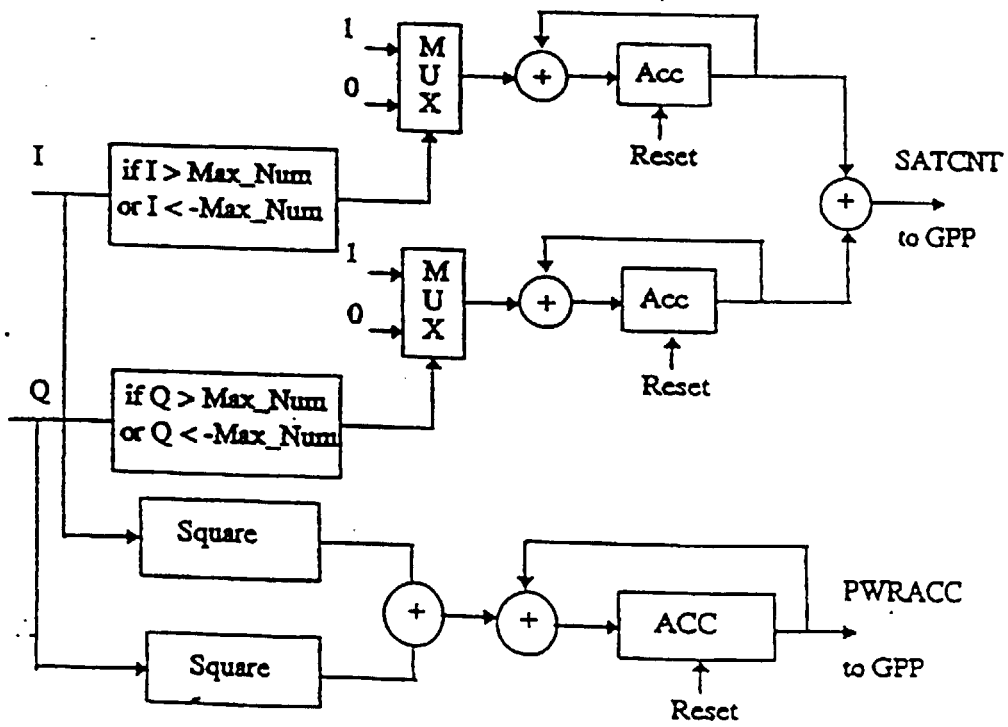 1
0
M
U
X
+
Acc
Reset
I
if I > Max_Num
or I < -Max_Num
SATCNT
+
to GPP
1
0
M
U
X
+
Acc
Reset
Q
if Q > Max_Num
or Q < -Max_Num
Square
+
+
ACC
PWRACC
to GPP
Square
Reset